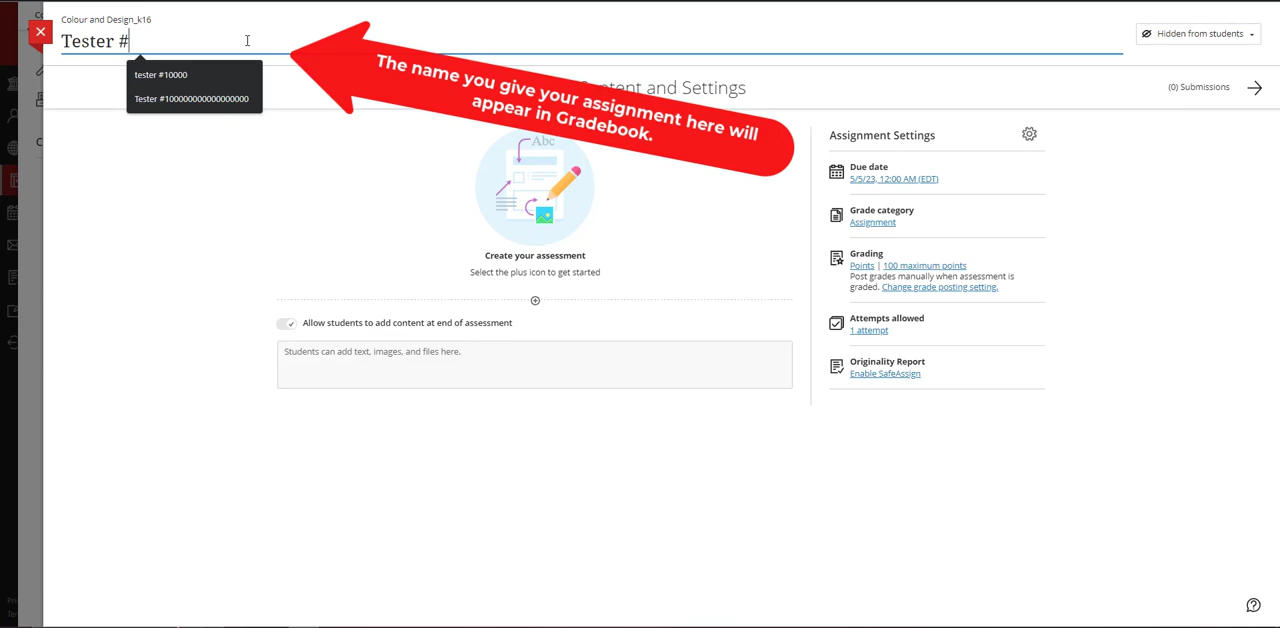 Colour and Design_k16
Tester #
tester #10000
Tester #100000000000000000
Hidden from students
The name you give your assignment here will
appear in Gradebook.
and Settings
(0) Submissions
Abc
Create your assessment
Select the plus icon to get started
Allow students to add content at end of assessment
Students can add text, images, and files here.
Assignment Settings
Due date
5/5/23, 12:00 AM (EDT)
Grade category
Assignment
Grading
Points | 100 maximum points
Post grades manually when assessment is
graded. Change grade posting setting.
Attempts allowed
1 attempt
Originality Report
Enable SafeAssign